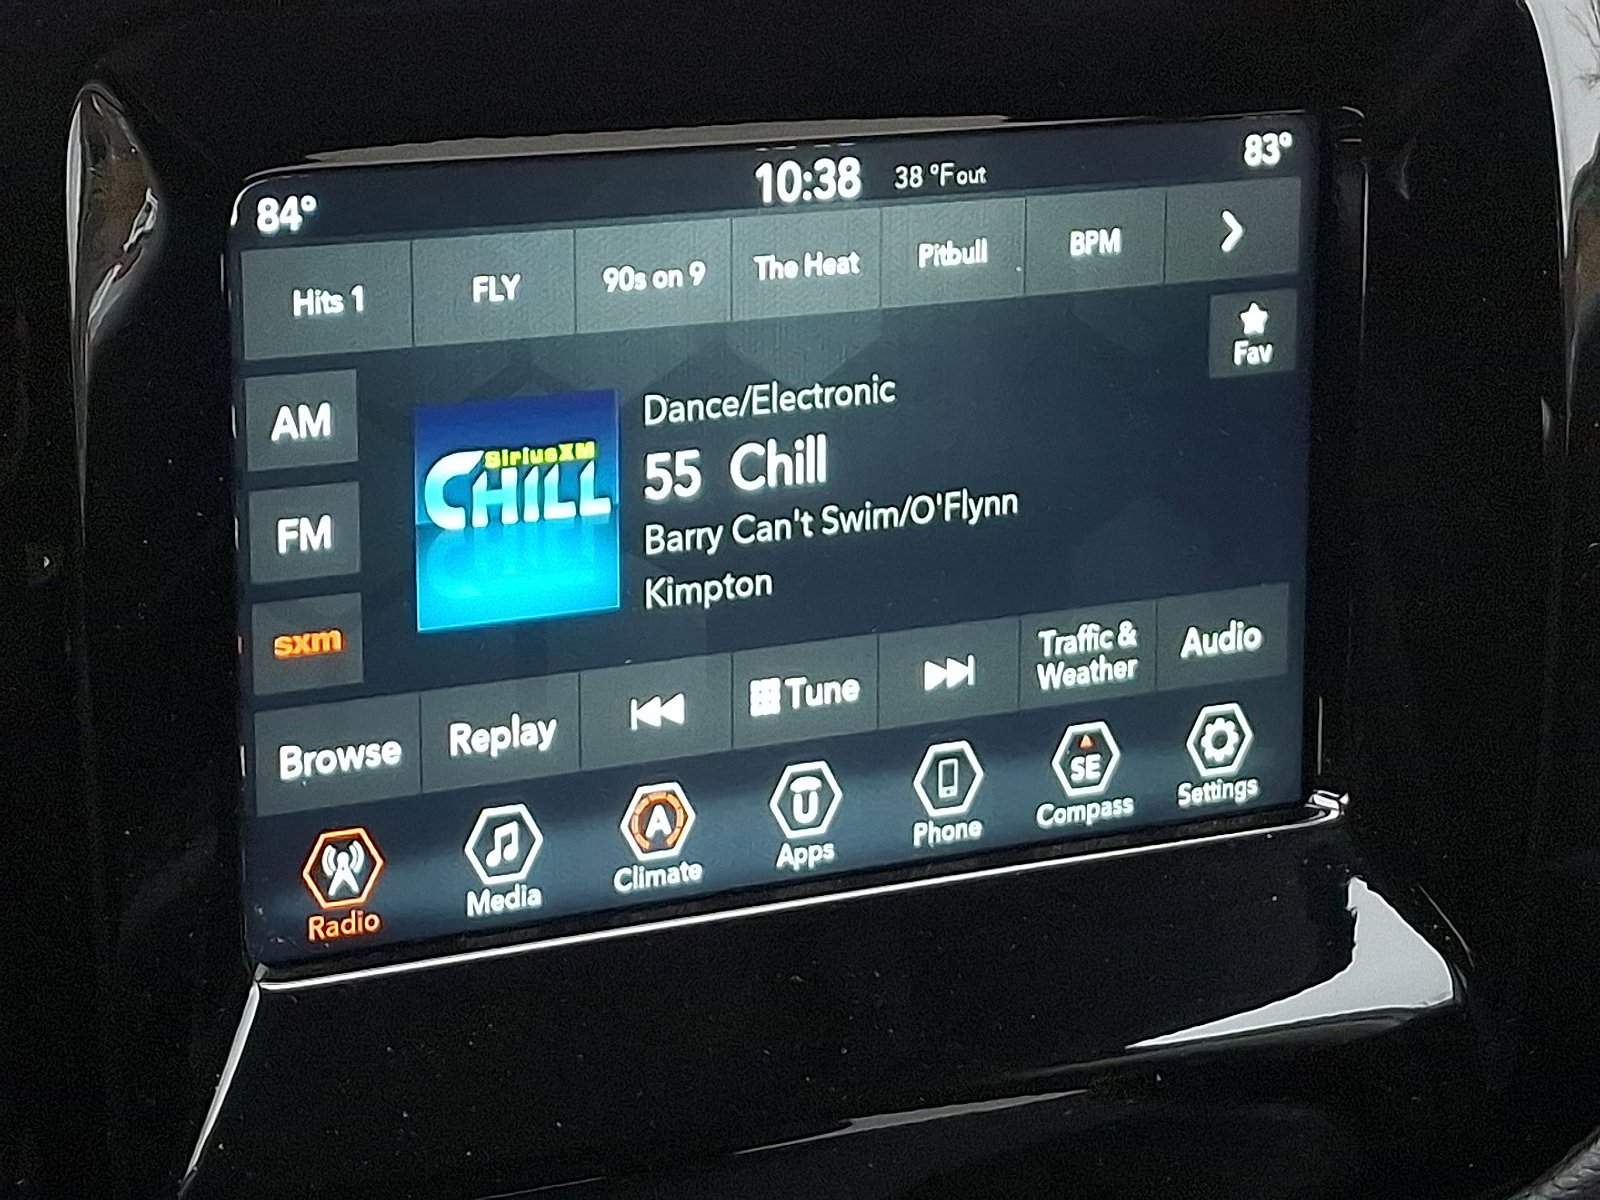 84° 10:38 38 °F out 83°
Hits 1 FLY 90s on 9 The Heat Pitbull BPM
Fav
AM
FM
sxm
SiriusXM
CHILL
Dance/Electronic
55 Chill
Barry Can't Swim/O'Flynn
Kimpton
Browse Replay Tune Traffic &
Weather Audio
Radio Media A
Climate U
Apps Phone SE
Compass Settings